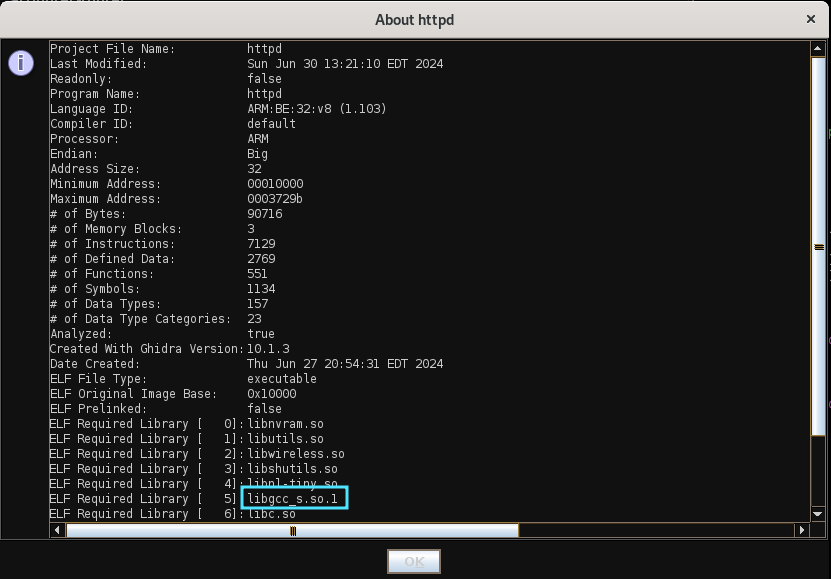 About httpd
Project File Name: httpd
Last Modified: Sun Jun 30 13:21:10 EDT 2024
Readonly: false
Program Name: httpd
Language ID: ARM:BE:32:v8 (1.103)
Compiler ID: default
Processor: ARM
Endian: Big
Address Size: 32
Minimum Address: 00010000
Maximum Address: 0003729b
# of Bytes: 90716
# of Memory Blocks: 3
# of Instructions: 7129
# of Defined Data: 2769
# of Functions: 551
# of Symbols: 1134
# of Data Types: 157
# of Data Type Categories: 23
Analyzed: true
Created With Ghidra Version: 10.1.3
Date Created: Thu Jun 27 20:54:31 EDT 2024
ELF File Type: executable
ELF Original Image Base: 0x10000
ELF Prelinked: false
ELF Required Library [ 0]: libnvram.so
ELF Required Library [ 1]: libutils.so
ELF Required Library [ 2]: libwireless.so
ELF Required Library [ 3]: libshutils.so
ELF Required Library [ 4]: libnl-tiny.so
ELF Required Library [ 5] libgcc_s.so.1
ELF Required Library [ 6]: libc.so
OK